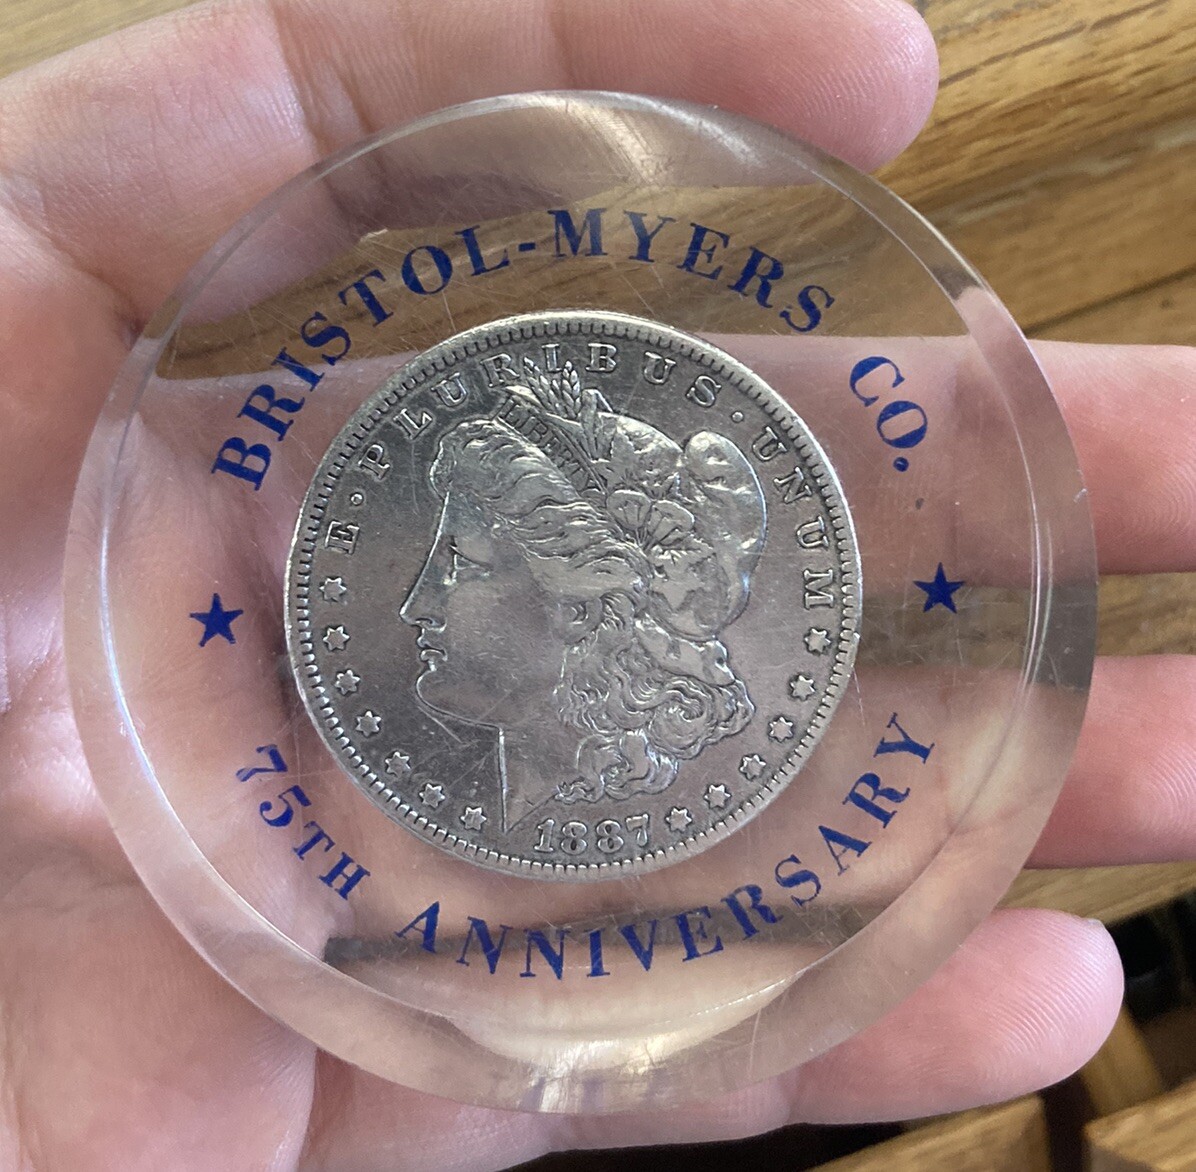 BRISTOL-MYERS CO.
E·PLURIBUS·UNUM
LIBERTY
1887
75TH ANNIVERSARY